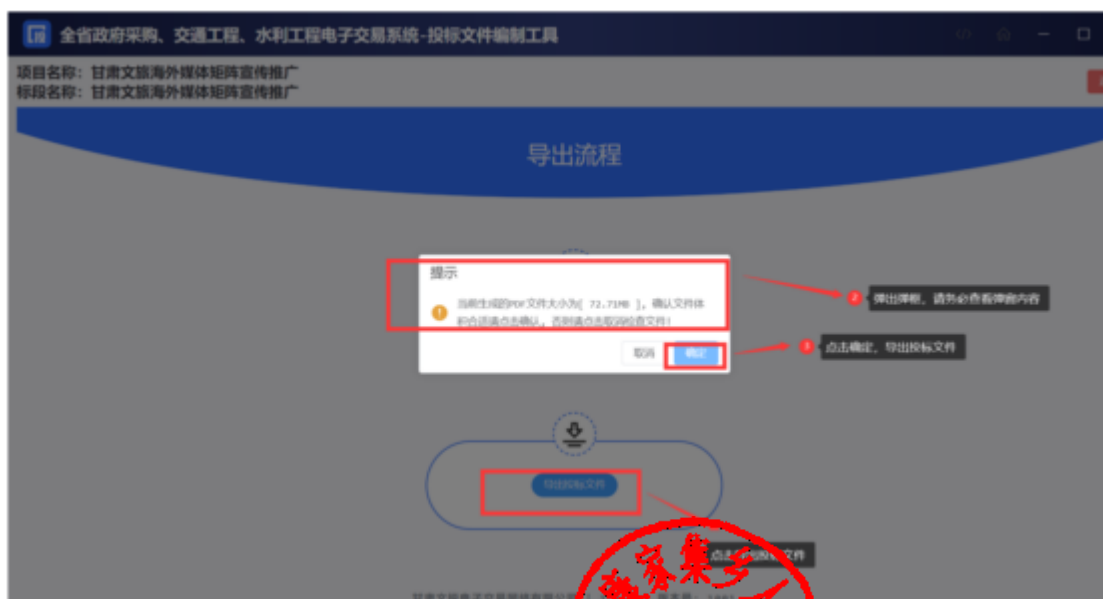 投 全省政府采购、交通工程、水利工程电子交易系统-投标文件编制工具
项目名称：甘肃文旅海外媒体矩阵宣传推广
标段名称：甘肃文旅海外媒体矩阵宣传推广
导出流程
提示
当前生成的PDF文件大小为[ 72.71MB ]，确认文件体
积合适请点击确认，否则请点击取消检查文件！
取消 确定
2 弹出弹框，请务必查看弹窗内容
3 点击确定，导出投标文件
导出投标文件
家集乡